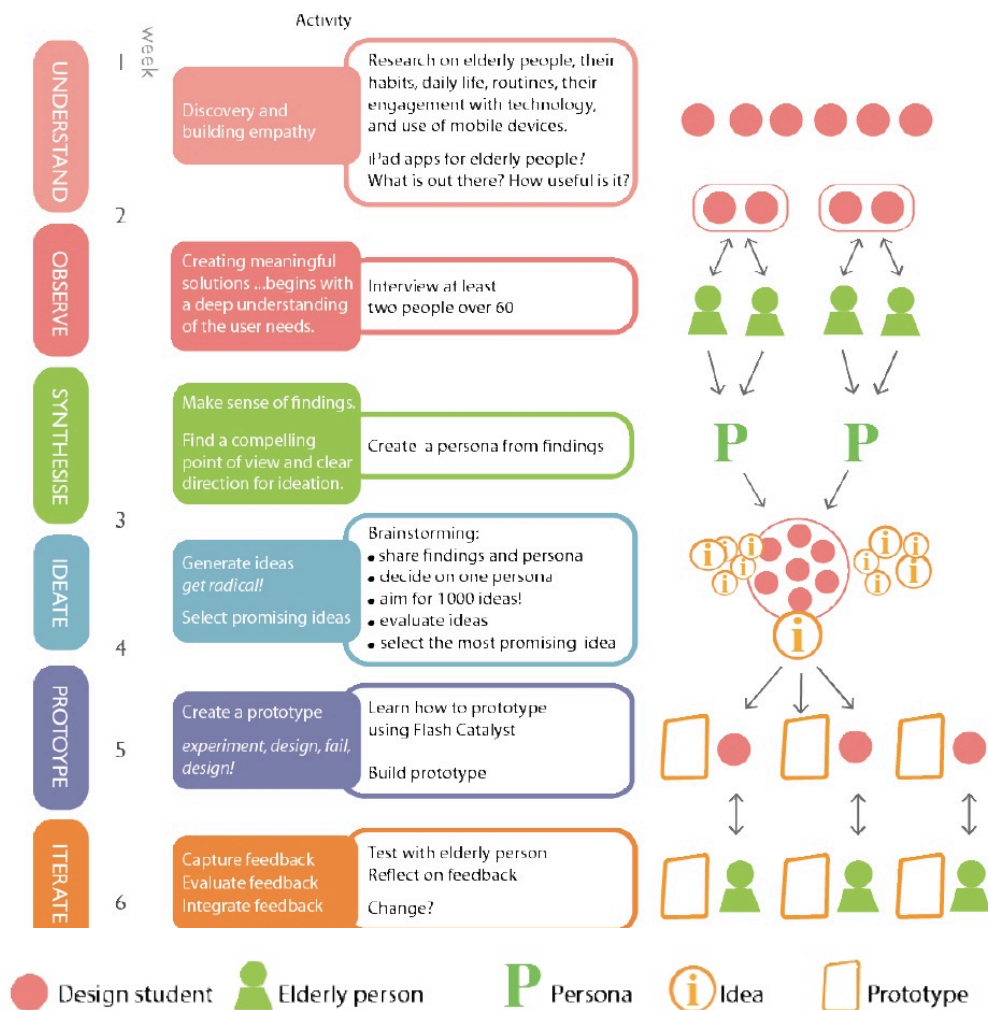 Activity
week
1
UNDERSTAND
Discovery and
building empathy
Research on elderly people, their
habits, daily life, routines, their
engagement with technology,
and use of mobile devices.
iPad apps for elderly people?
What is out there? How useful is it?
2
OBSERVE
Creating meaningful
solutions ...begins with
a deep understanding
of the user needs.
Interview at least
two people over 60
SYNTHESISE
Make sense of findings.
Find a compelling
point of view and clear
direction for ideation.
Create a persona from findings
P P
3
IDEATE
Generate ideas
get radical!
Select promising ideas
Brainstorming:
• share findings and persona
• decide on one persona
• aim for 1000 ideas!
• evaluate ideas
• select the most promising idea
i i i i i i i i i
i
4
PROTOYPE
5
Create a prototype
experiment, design, fail,
design!
Learn how to prototype
using Flash Catalyst
Build prototype
ITERATE
6
Capture feedback
Evaluate feedback
Integrate feedback
Test with elderly person
Reflect on feedback
Change?
Design student
Elderly person
P Persona
i Idea
Prototype